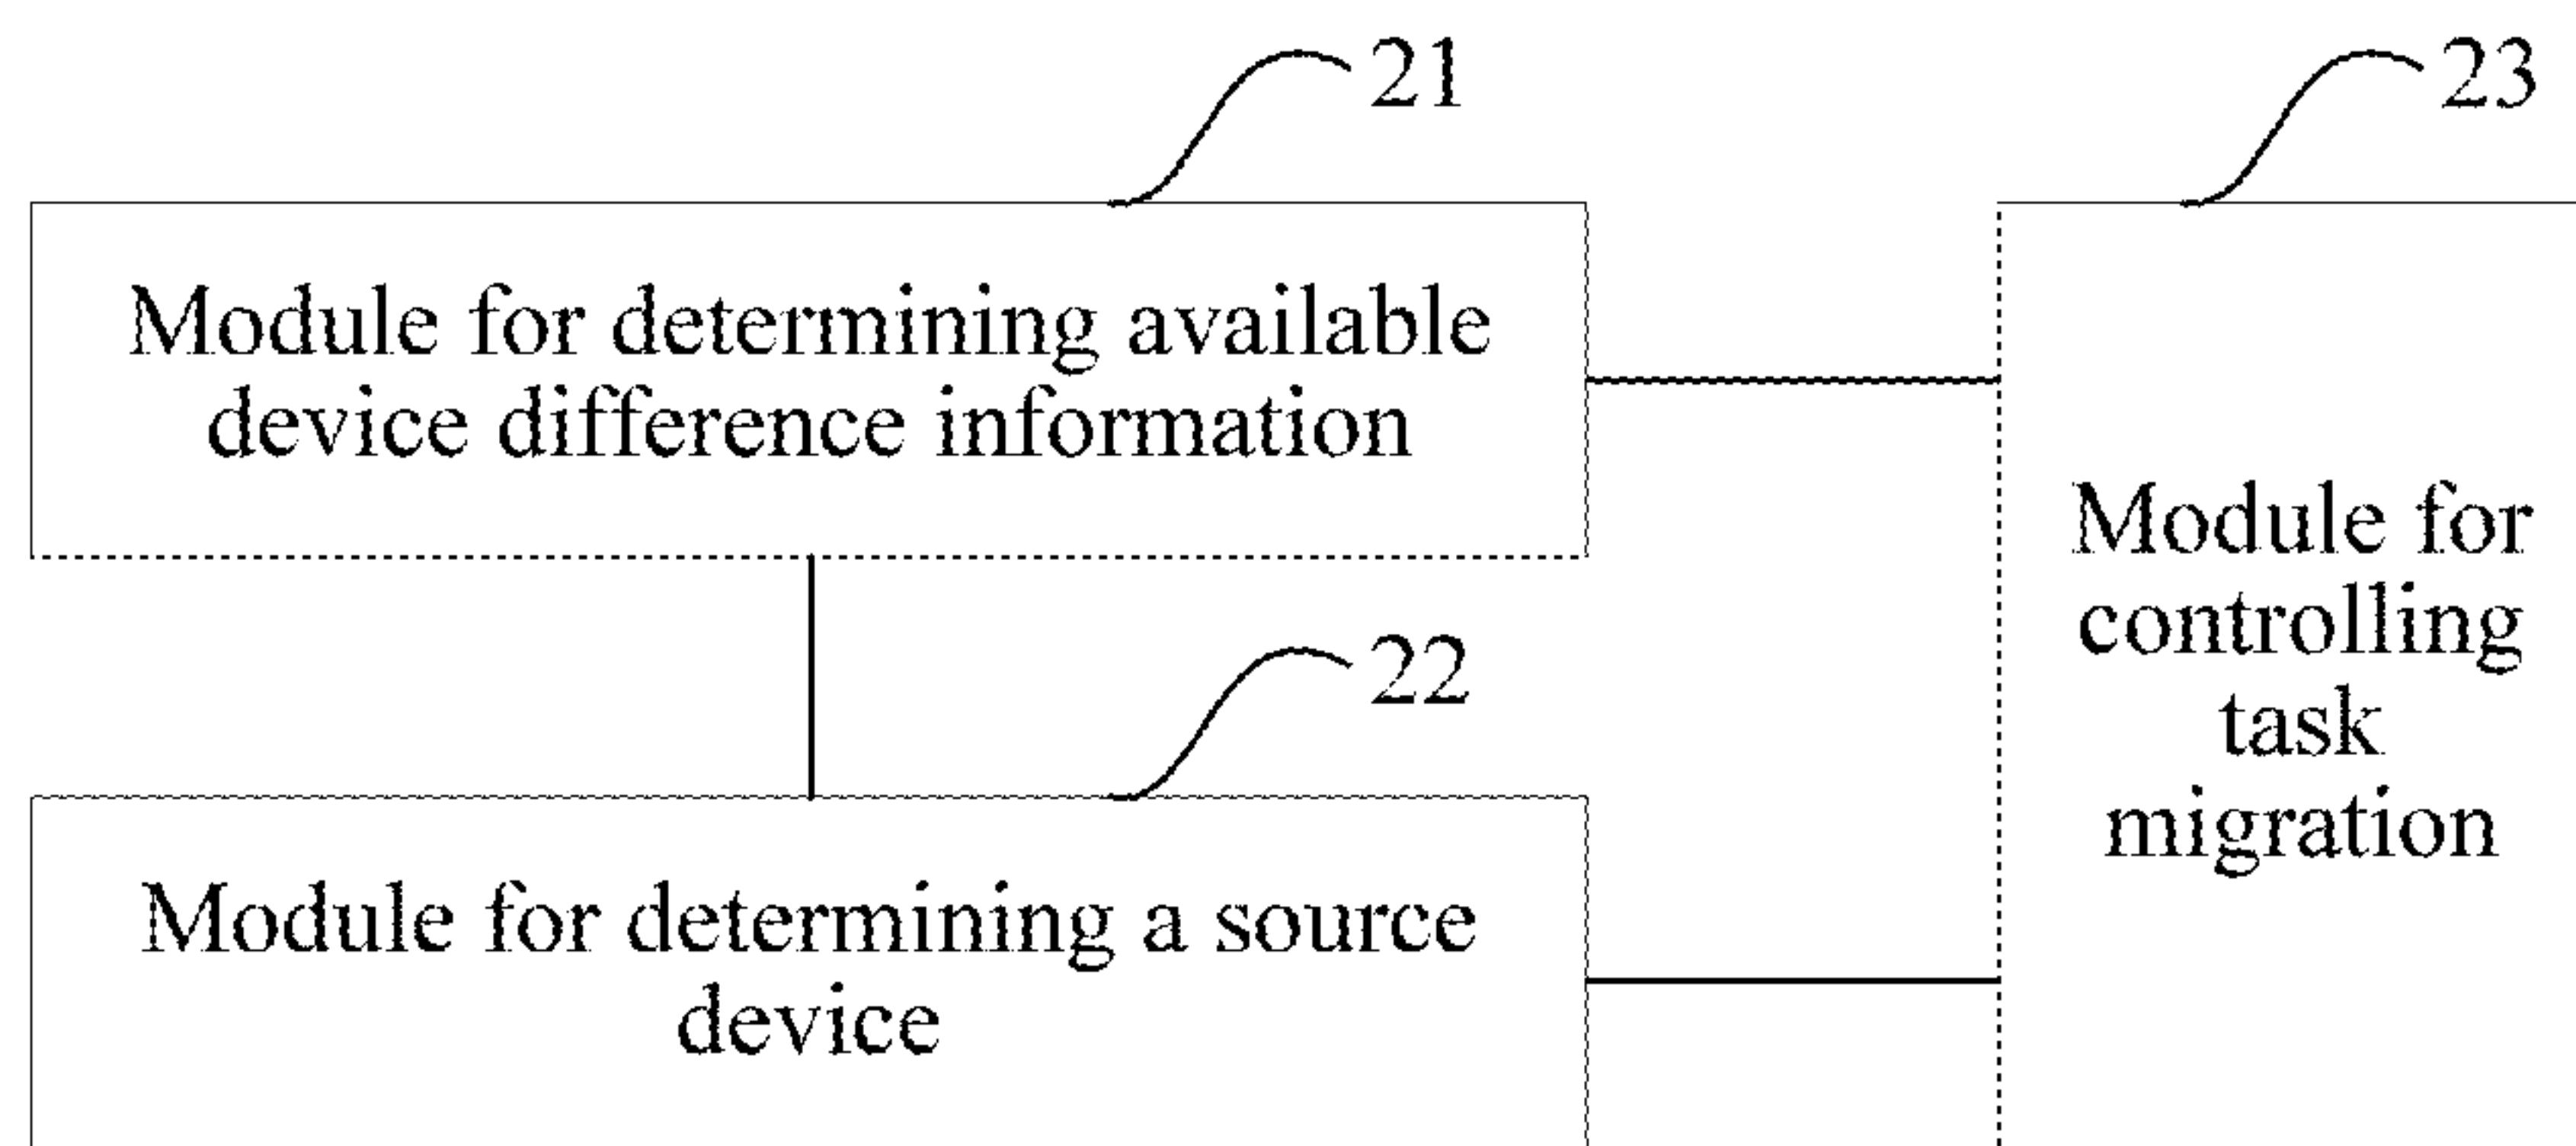 21
23
Module for determining available
device difference information
Module for
controlling
task
migration
22
Module for determining a source
device